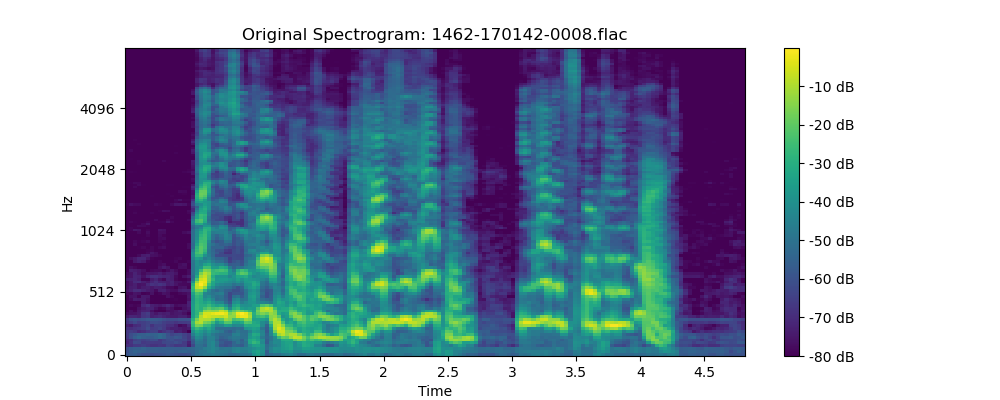 Original Spectrogram: 1462-170142-0008.flac
Hz
4096
2048
1024
512
0
0 0.5 1 1.5 2 2.5 3 3.5 4 4.5
Time
-10 dB
-20 dB
-30 dB
-40 dB
-50 dB
-60 dB
-70 dB
-80 dB